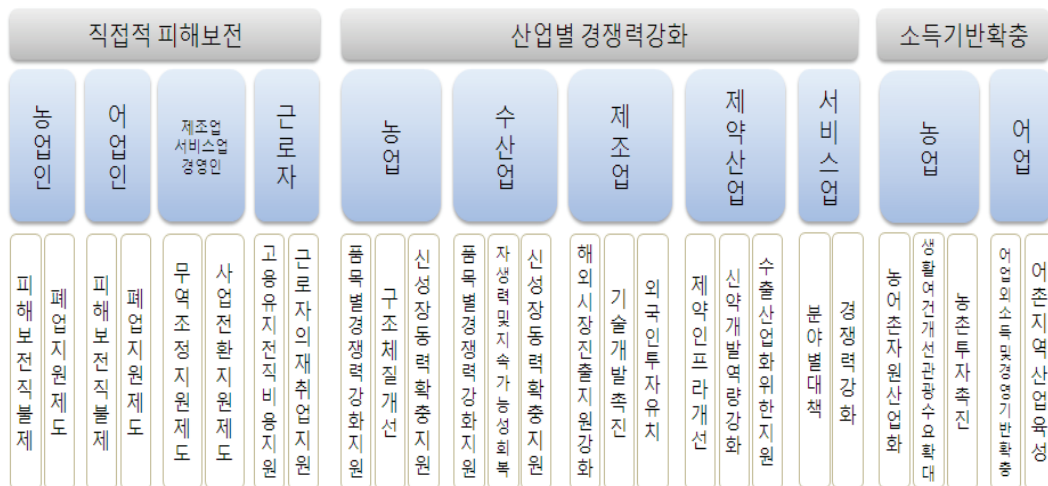 직접적 피해보전
산업별 경쟁력강화
소득기반확충
농업인
어업인
제조업
서비스업
경영인
근로자
농업
수산업
제조업
제약산업
서비스업
농업
어업
피해보전직불제
폐업지원제도
피해보전직불제
폐업지원제도
무역조정지원제도
사업전환지원제도
고용유지전직비용지원
근로자의재취업지원
품목별경쟁력강화지원
구조체질개선
신성장동력확충지원
품목별경쟁력강화지원
자생력및지속가능성회복
신성장동력확충지원
해외시장진출지원강화
기술개발촉진
외국인투자유치
제약인프라개선
신약개발역량강화
수출산업화위한지원
분야별대책
경쟁력강화
농어촌자원산업화
생활여건개선관광수요확대
농촌투자촉진
어업외소득및경영기반확충
어촌지역산업육성